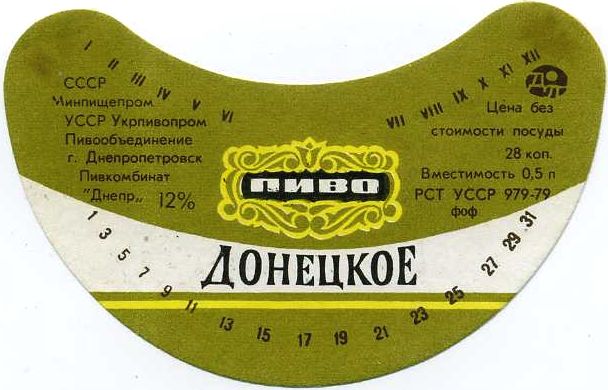 I II III IV V VI VII VIII IX X XI XII
СССР
Минпищепром
УССР Укрпивопром
Пивообъединение
г. Днепропетровск
Пивкомбинат
"Днепр„ 12%
Цена без
стоимости посуды
28 коп.
Вместимость 0,5 л
РСТ УССР 979-79
фоф
ПИВО
ДОНЕЦКОЕ
1 3 5 7 9 11 13 15 17 19 21 23 25 27 29 31